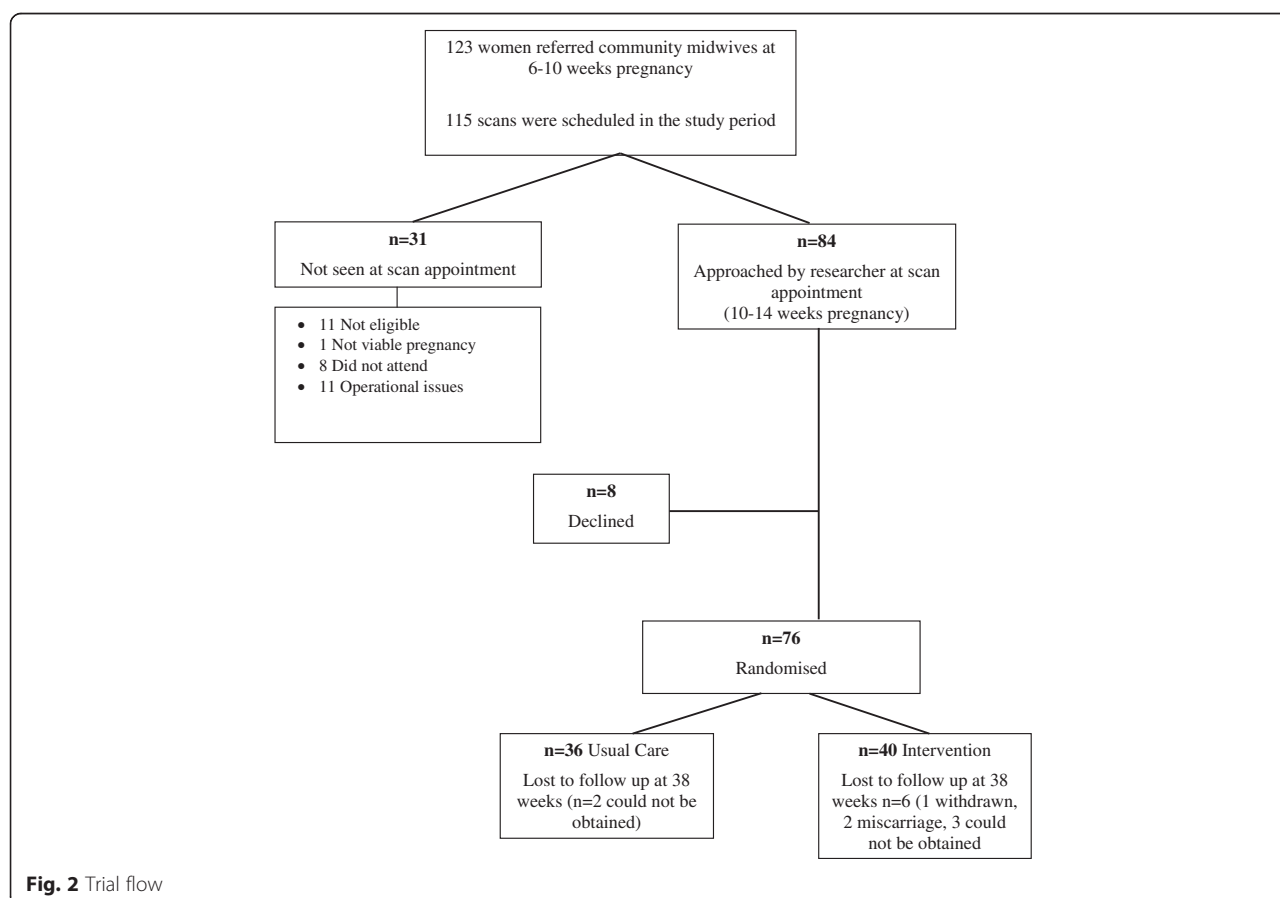 123 women referred community midwives at
6-10 weeks pregnancy
115 scans were scheduled in the study period
n=31
Not seen at scan appointment
n=84
Approached by researcher at scan
appointment
(10-14 weeks pregnancy)
• 11 Not eligible
• 1 Not viable pregnancy
• 8 Did not attend
• 11 Operational issues
n=8
Declined
n=76
Randomised
n=36 Usual Care
Lost to follow up at 38
weeks (n=2 could not be
obtained)
n=40 Intervention
Lost to follow up at 38
weeks n=6 (1 withdrawn,
2 miscarriage, 3 could
not be obtained
Fig. 2 Trial flow